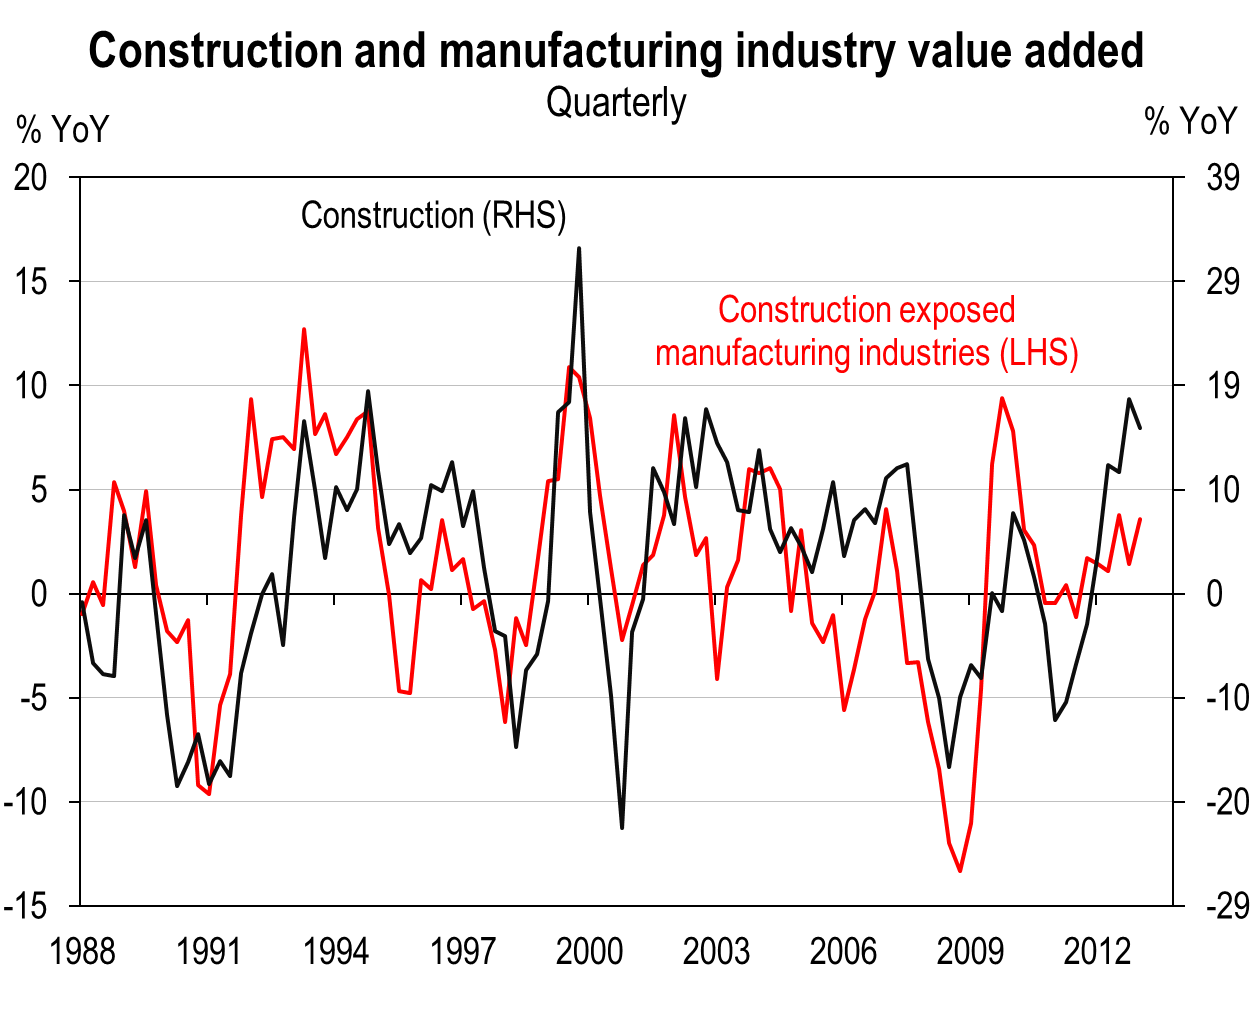 Construction and manufacturing industry value added
Quarterly
% YoY
% YoY
20
39
Construction (RHS)
15
29
Construction exposed
manufacturing industries (LHS)
10
19
5
10
0
0
-5
-10
-10
-20
-15
-29
1988 1991 1994 1997 2000 2003 2006 2009 2012